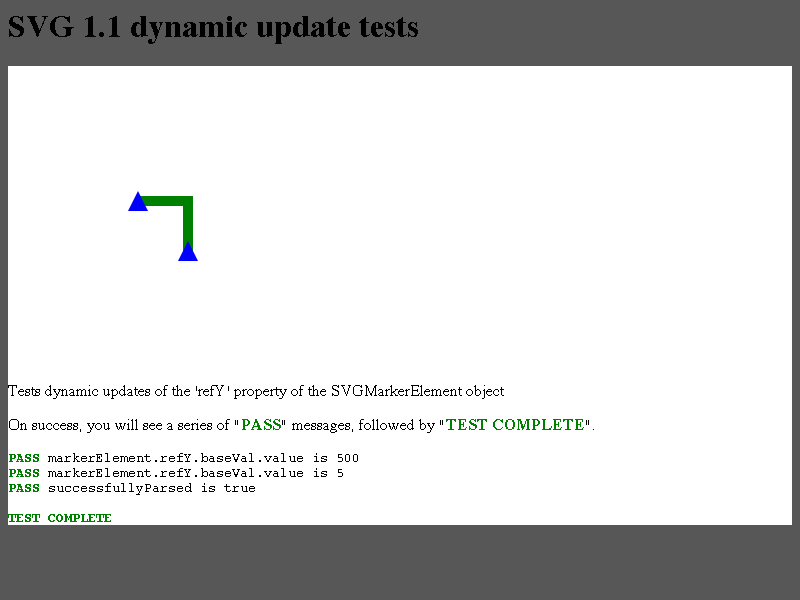 SVG 1.1 dynamic update tests
Tests dynamic updates of the 'refY' property of the SVGMarkerElement object
On success, you will see a series of "PASS" messages, followed by "TEST COMPLETE".
PASS markerElement.refY.baseVal.value is 500
PASS markerElement.refY.baseVal.value is 5
PASS successfullyParsed is true
TEST COMPLETE